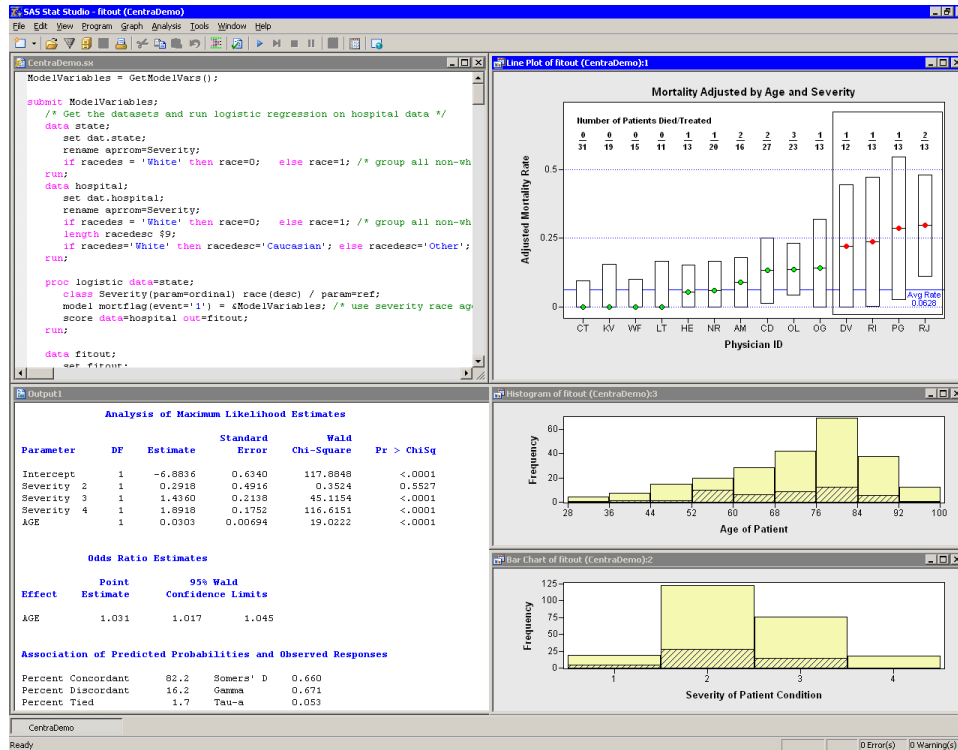 SAS Stat Studio - fitout (CentraDemo)
File Edit View Program Graph Analysis Tools Window Help
CentraDemo.sx
ModelVariables = GetModelVars();
submit ModelVariables;
/* Get the datasets and run logistic regression on hospital data */
data state;
set dat.state;
rename aprrom=Severity;
if racedes = 'White' then race=0; else race=1; /* group all non-wh
run;
data hospital;
set dat.hospital;
rename aprrom=Severity;
if racedes = 'White' then race=0; else race=1; /* group all non-wh
length racedesc $9;
if racedes='White' then racedesc='Caucasian'; else racedesc='Other';
run;
proc logistic data=state;
class Severity(param=ordinal) race(desc) / param=ref;
model mortflag(event='1') = &ModelVariables; /* use severity race ag
score data=hospital out=fitout;
run;
data fitout;
set fitout;
Line Plot of fitout (CentraDemo):1
Mortality Adjusted by Age and Severity
Number of Patients Died/Treated
0 0 0 0 1 1 2 2 3 1 1 1 1 2
31 19 15 11 13 20 16 27 23 13 12 13 13 13
Adjusted Mortality Rate
0.5
0.25
0
Avg Rate
0.0628
CT KV WF LT HE NR AM CD OL OG DV RI PG RJ
Physician ID
Output1
Analysis of Maximum Likelihood Estimates
Standard Wald
Parameter DF Estimate Error Chi-Square Pr > ChiSq
Intercept 1 -6.8836 0.6340 117.8848 <.0001
Severity 2 1 0.2918 0.4916 0.3524 0.5527
Severity 3 1 1.4360 0.2138 45.1154 <.0001
Severity 4 1 1.8918 0.1752 116.6151 <.0001
AGE 1 0.0303 0.00694 19.0222 <.0001
Odds Ratio Estimates
Point 95% Wald
Effect Estimate Confidence Limits
AGE 1.031 1.017 1.045
Association of Predicted Probabilities and Observed Responses
Percent Concordant 82.2 Somers' D 0.660
Percent Discordant 16.2 Gamma 0.671
Percent Tied 1.7 Tau-a 0.053
Histogram of fitout (CentraDemo):3
Frequency
60
40
20
0
28 36 44 52 60 68 76 84 92 100
Age of Patient
Bar Chart of fitout (CentraDemo):2
Frequency
125
100
75
50
25
0
1 2 3 4
Severity of Patient Condition
CentraDemo
Ready
0 Error(s) 0 Warning(s)